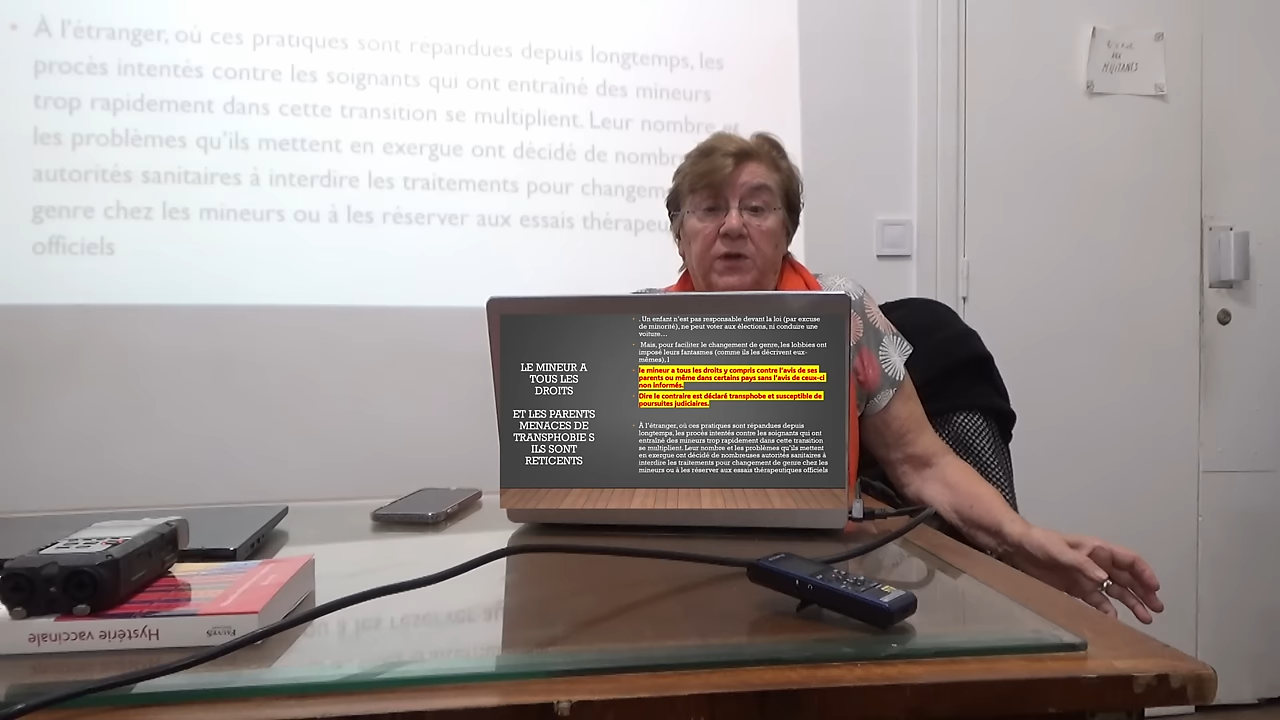 • À l'étranger, où ces pratiques sont répandues depuis longtemps, les
procès intentés contre les soignants qui ont entraîné des mineurs
trop rapidement dans cette transition se multiplient. Leur nombre et
les problèmes qu'ils mettent en exergue ont décidé de
autorités sanitaires à interdire les traitements pour
genre chez les mineurs ou à les réserver aux essais
officiels
LE MINEUR A
TOUS LES
DROITS
ET LES PARENTS
MENACES DE
TRANSPHOBIE S
ILS SONT
RETICENTS
• . Un enfant n'est pas responsable devant la loi (par excuse
de minorité), ne peut voter aux élections, ni conduire une
voiture...
• Mais, pour faciliter le changement de genre, les lobbies ont
imposé leurs fantasmes (comme ils les décrivent eux-
mêmes), l
• le mineur a tous les droits y compris contre l'avis de ses
parents ou même dans certains pays sans l'avis de ceux-ci
non informés.
• Dire le contraire est déclaré transphobe et susceptible de
poursuites judiciaires.
• À l'étranger, où ces pratiques sont répandues depuis
longtemps, les procès intentés contre les soignants qui ont
entraîné des mineurs trop rapidement dans cette transition
se multiplient. Leur nombre et les problèmes qu'ils mettent
en exergue ont décidé de nombreuses autorités sanitaires à
interdire les traitements pour changement de genre chez les
mineurs ou à les réserver aux essais thérapeutiques officiels
Hystérie vaccinale
FAUVES